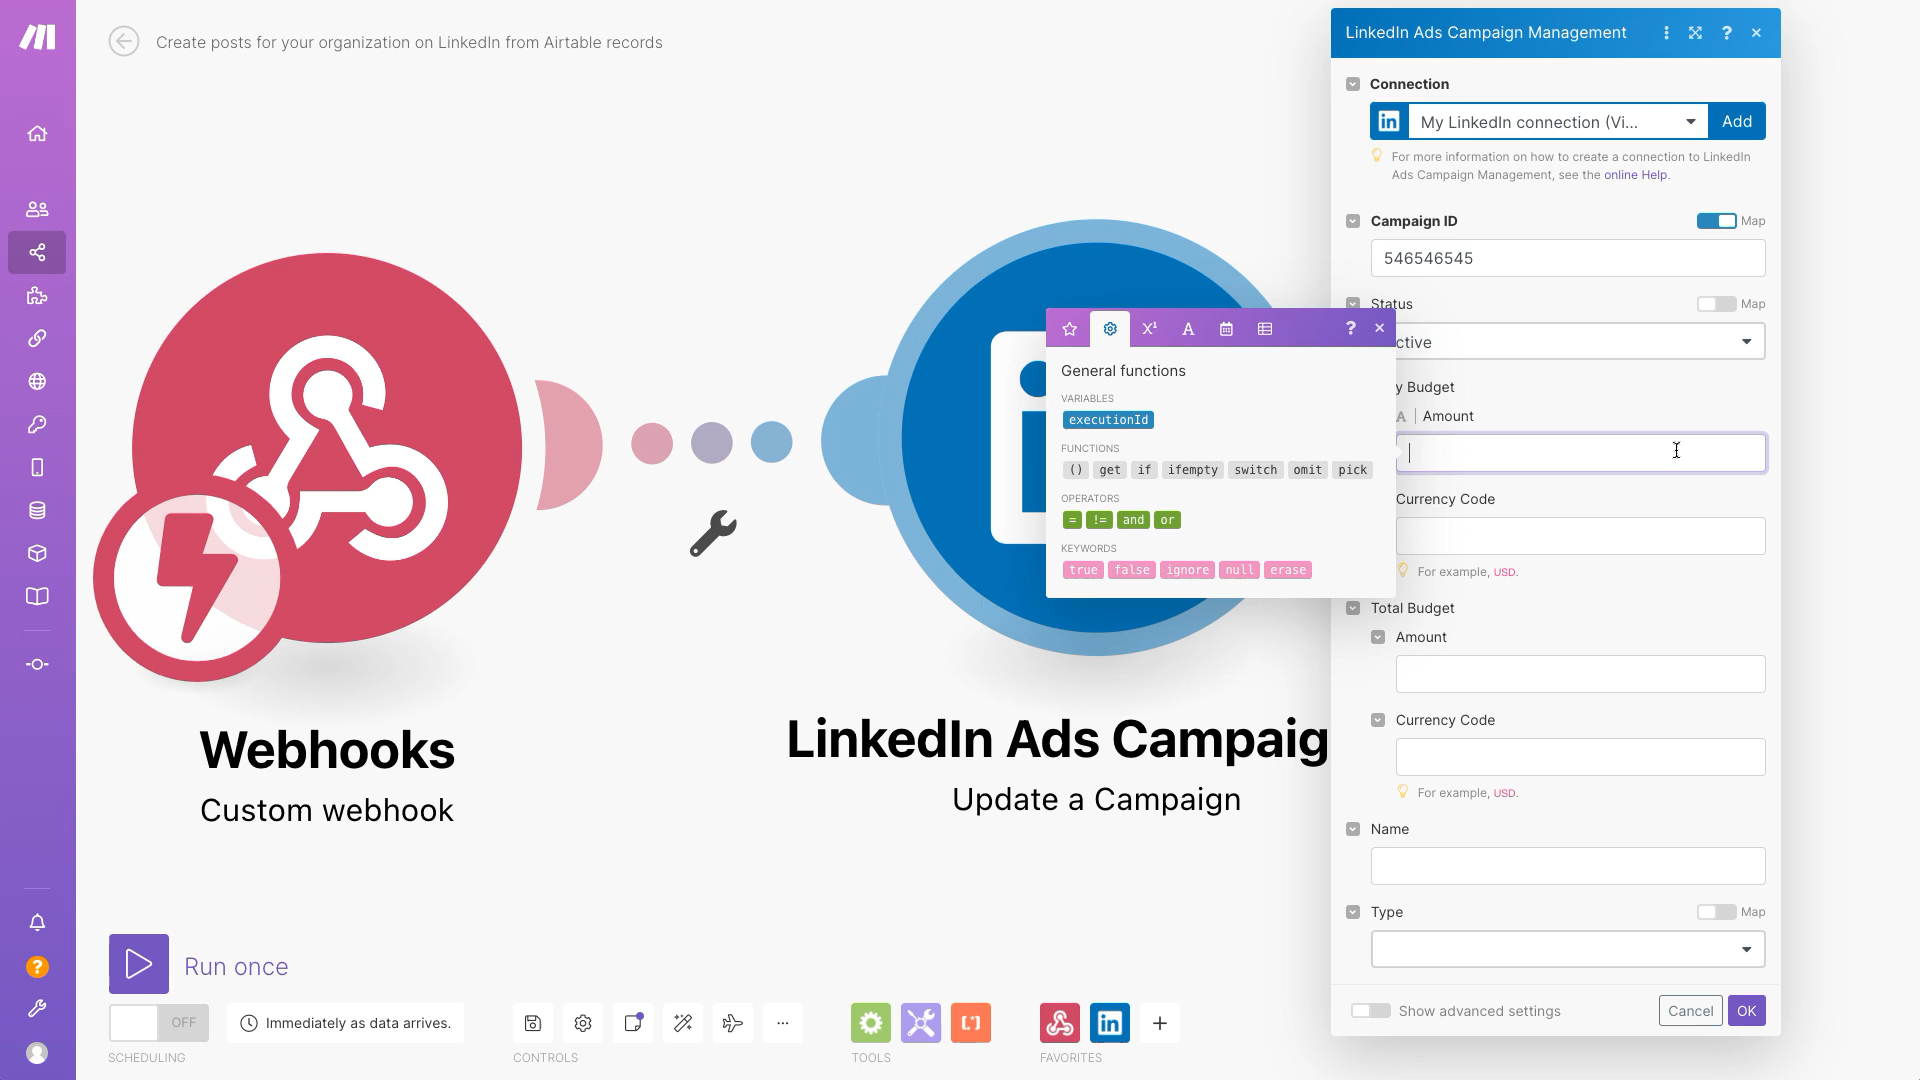 Create posts for your organization on LinkedIn from Airtable records
LinkedIn Ads Campaign Management
?
Connection
in
My LinkedIn connection (Vi...
Add
For more information on how to create a connection to LinkedIn
Ads Campaign Management, see the online Help.
Campaign ID
Map
546546545
Status
Map
ctive
y Budget
A | Amount
Currency Code
For example, USD.
Total Budget
Amount
Currency Code
For example, USD.
Name
Type
Map
Show advanced settings
Cancel
OK
X¹
A
?
General functions
VARIABLES
executionId
FUNCTIONS
() get if ifempty switch omit pick
OPERATORS
= != and or
KEYWORDS
true false ignore null erase
Webhooks
Custom webhook
LinkedIn Ads Campaig
Update a Campaign
Run once
OFF
Immediately as data arrives.
...
[.*]
in
+
SCHEDULING
CONTROLS
TOOLS
FAVORITES
?